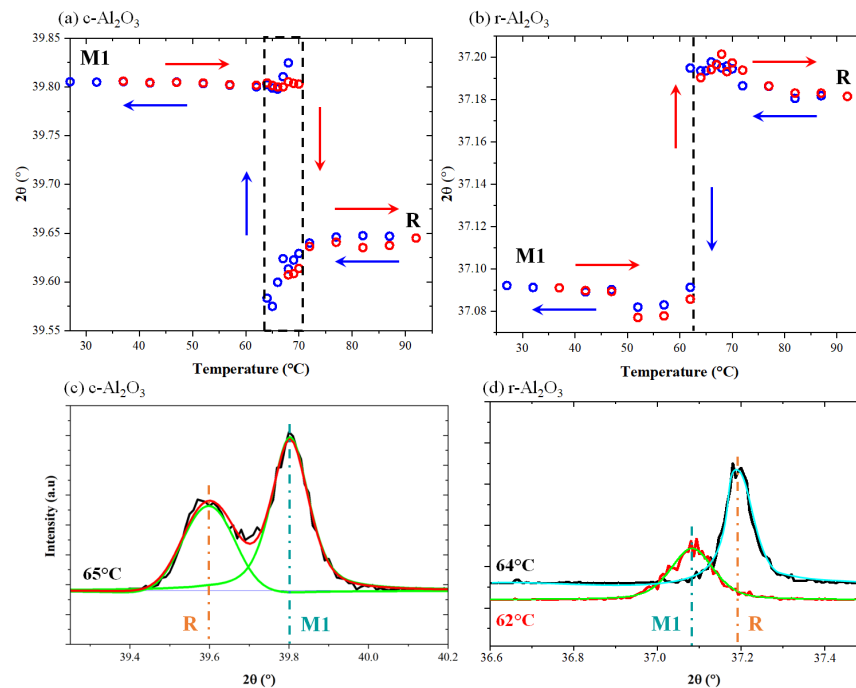 (a) c-Al₂O₃
39.85
39.80
39.75
39.70
39.65
39.60
39.55
2θ (°)
M1
R
30 40 50 60 70 80 90
Temperature (°C)
(b) r-Al₂O₃
37.20
37.18
37.16
37.14
37.12
37.10
37.08
2θ (°)
R
M1
30 40 50 60 70 80 90
Temperature (°C)
(c) c-Al₂O₃
Intensity (a.u)
65°C
R
M1
39.4 39.6 39.8 40.0 40.2
2θ (°)
(d) r-Al₂O₃
64°C
62°C
M1
R
36.6 36.8 37.0 37.2 37.4
2θ (°)